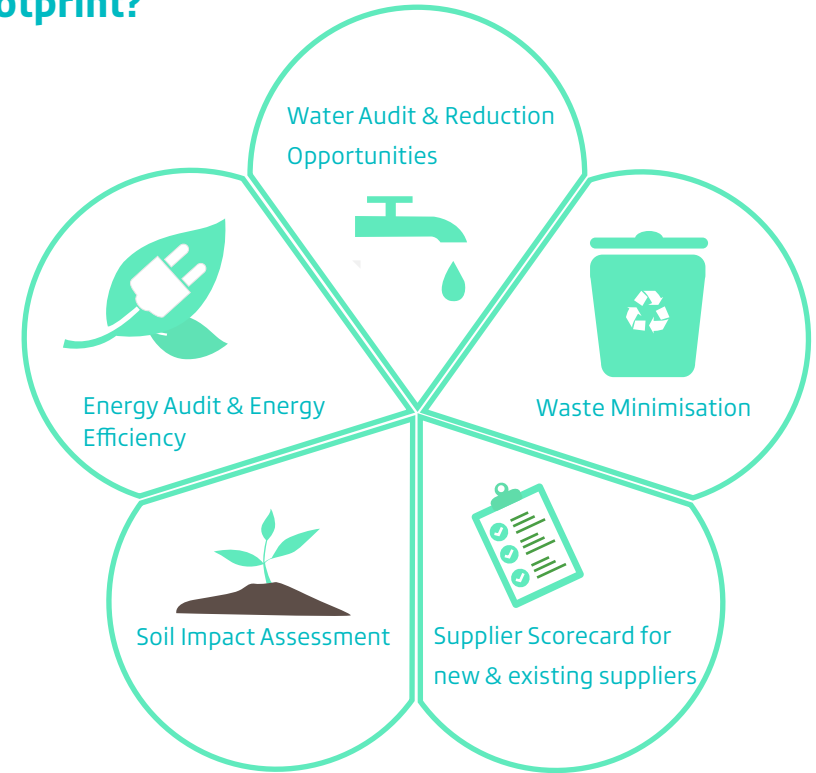 otprint?
Water Audit & Reduction
Opportunities
Energy Audit & Energy
Efficiency
Waste Minimisation
Soil Impact Assessment
Supplier Scorecard for
new & existing suppliers